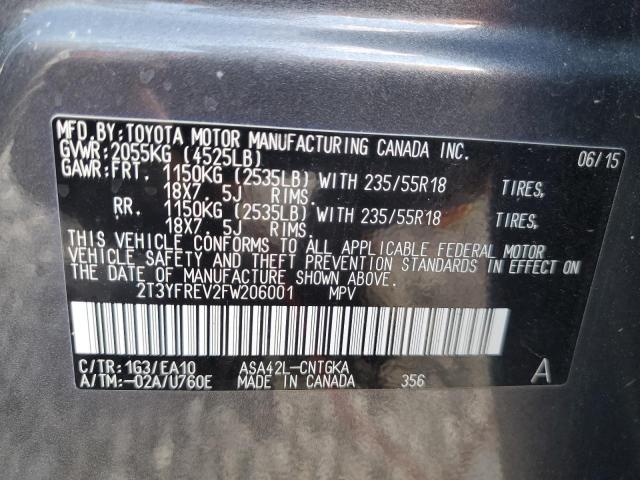 MFD.BY:TOYOTA MOTOR MANUFACTURING CANADA INC. 06/15
GVWR:2055KG (4525LB)
GAWR:FRT. 1150KG (2535LB) WITH 235/55R18 TIRES,
18X7.5J RIMS.
RR. 1150KG (2535LB) WITH 235/55R18 TIRES,
18X7.5J RIMS.
THIS VEHICLE CONFORMS TO ALL APPLICABLE FEDERAL MOTOR
VEHICLE SAFETY AND THEFT PREVENTION STANDARDS IN EFFECT ON
THE DATE OF MANUFACTURE SHOWN ABOVE.
2T3YFREV2FW206001 MPV
C/TR:1G3/EA10 ASA42L-CNTGKA
A/TM:-02A/U760E MADE IN CANADA 356 A